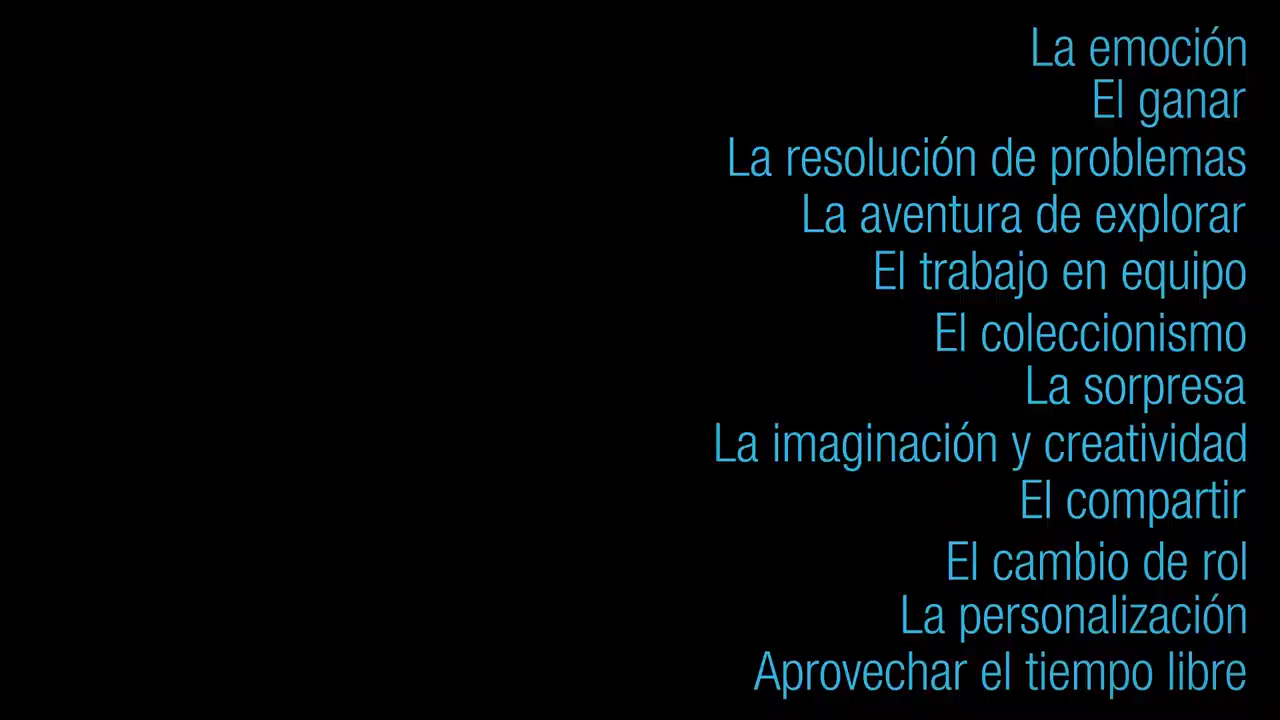 La emoción
El ganar
La resolución de problemas
La aventura de explorar
El trabajo en equipo
El coleccionismo
La sorpresa
La imaginación y creatividad
El compartir
El cambio de rol
La personalización
Aprovechar el tiempo libre